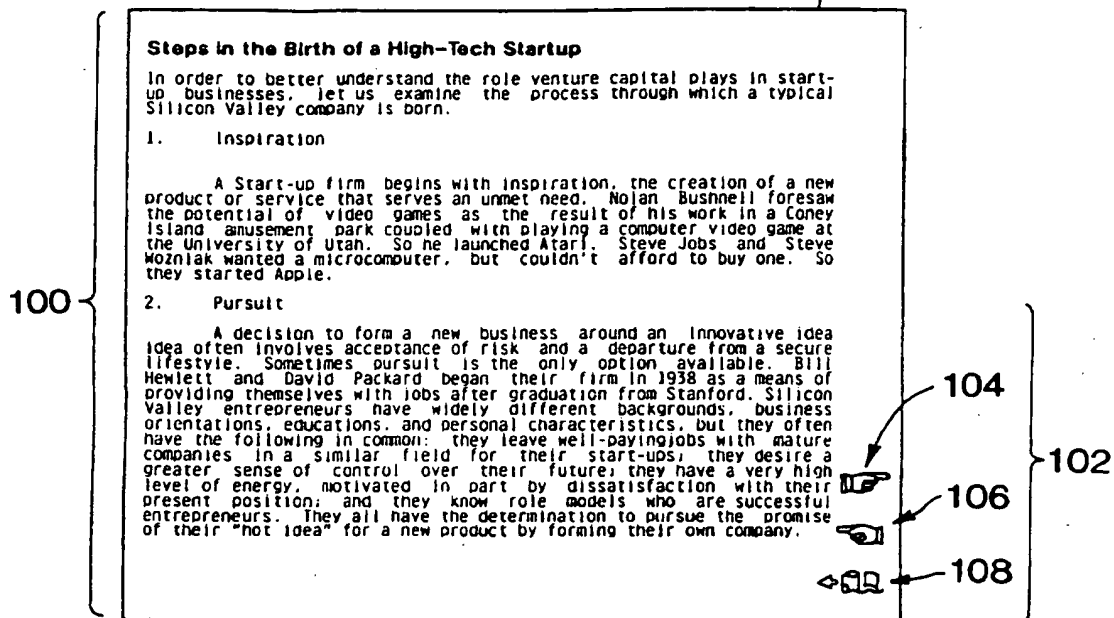 Steps in the Birth of a High-Tech Startup
In order to better understand the role venture capital plays in start-
up businesses, let us examine the process through which a typical
Silicon Valley company is born.
1. Inspiration
A Start-up firm begins with inspiration, the creation of a new
product or service that serves an unmet need. Nolan Bushnell foresaw
the potential of video games as the result of his work in a Coney
Island amusement park coupled with playing a computer video game at
the University of Utah. So he launched Atari. Steve Jobs and Steve
Wozniak wanted a microcomputer, but couldn't afford to buy one. So
they started Apple.
100
2. Pursuit
A decision to form a new business around an innovative idea
idea often involves acceptance of risk and a departure from a secure
lifestyle. Sometimes pursuit is the only option available. Bill
Hewlett and David Packard began their firm in 1938 as a means of
providing themselves with jobs after graduation from Stanford. Silicon
Valley entrepreneurs have widely different backgrounds, business
orientations, educations, and personal characteristics, but they often
have the following in common: they leave well-payingjobs with mature
companies in a similar field for their start-ups; they desire a
greater sense of control over their future; they have a very high
level of energy, motivated in part by dissatisfaction with their
present position; and they know role models who are successful
entrepreneurs. They all have the determination to pursue the promise
of their "hot idea" for a new product by forming their own company.
104
102
106
108